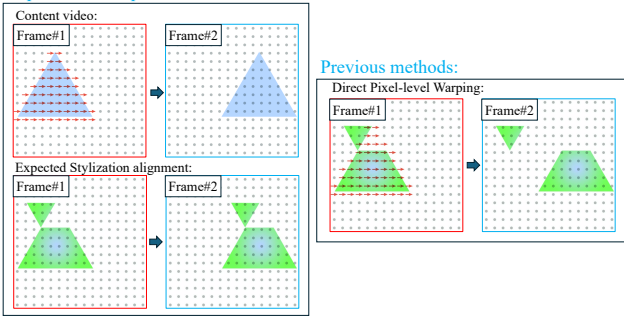 Content video:
Frame#1
Frame#2
Expected Stylization alignment:
Frame#1
Frame#2
Previous methods:
Direct Pixel-level Warping:
Frame#1
Frame#2